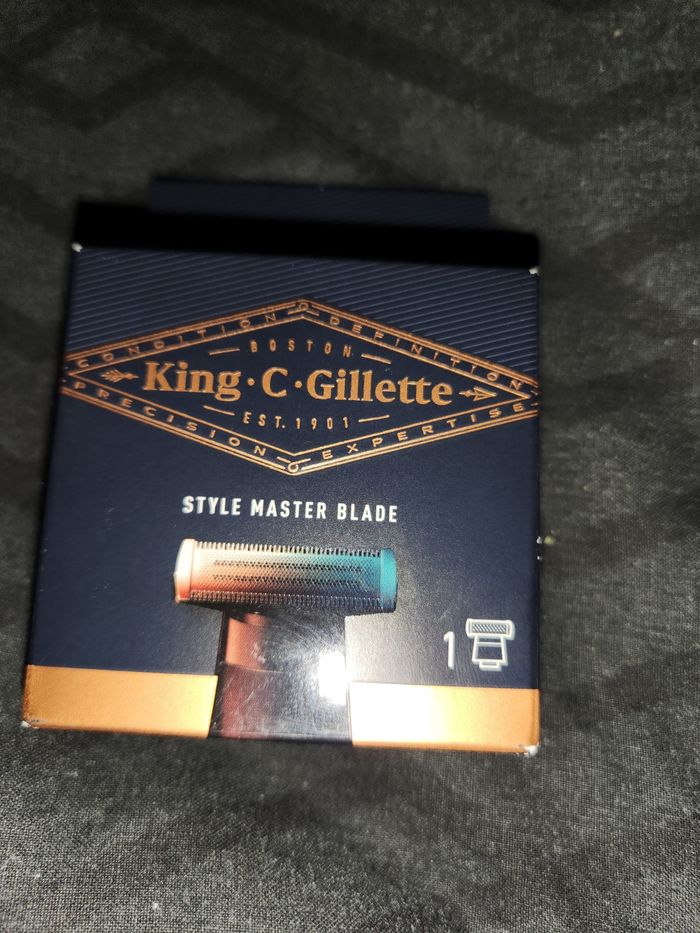 CONDITION DEFINITION
BOSTON
King·C·Gillette
EST. 1901
PRECISION EXPERTISE
STYLE MASTER BLADE
1